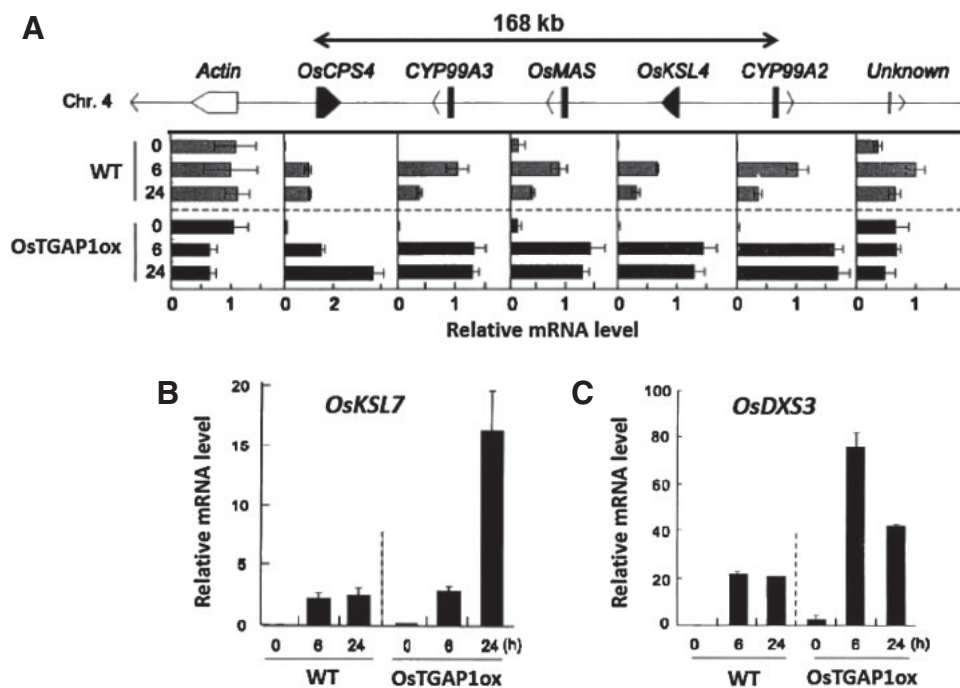 A
168 kb
Actin OsCPS4 CYP99A3 OsMAS OsKSL4 CYP99A2 Unknown
Chr. 4
WT
0
6
24
OsTGAP1ox
0
6
24
0 1 0 2 0 1 0 1 0 1 0 1 0 1
Relative mRNA level
B
OsKSL7
Relative mRNA level
20
15
10
5
0
0 6 24 0 6 24 (h)
WT OsTGAP1ox
C
OsDXS3
Relative mRNA level
100
80
60
40
20
0
0 6 24 0 6 24 (h)
WT OsTGAP1ox